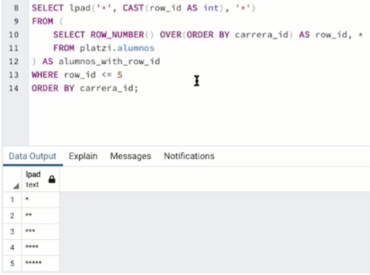 8 SELECT lpad('*', CAST(row_id AS int), '*')
9 FROM (
10 SELECT ROW_NUMBER() OVER(ORDER BY carrera_id) AS row_id, *
11 FROM platzi.alumnos
12 ) AS alumnos_with_row_id
13 WHERE row_id <= 5
14 ORDER BY carrera_id;
Data Output Explain Messages Notifications
lpad
text
1 *
2 **
3 ***
4 ****
5 *****